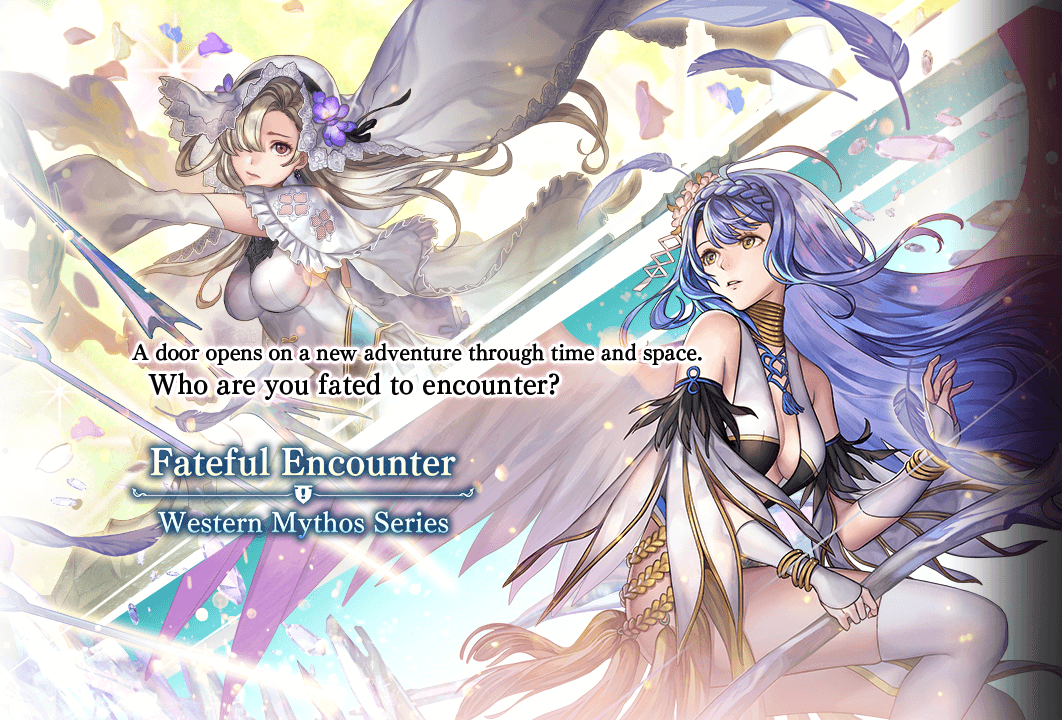 A door opens on a new adventure through time and space.
Who are you fated to encounter?
Fateful Encounter
Western Mythos Series